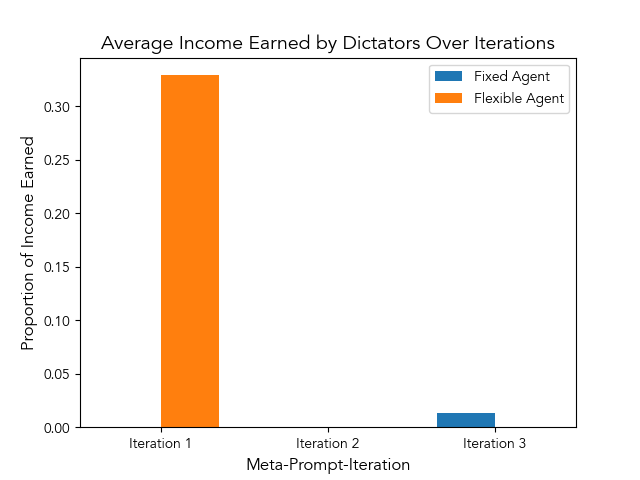 Average Income Earned by Dictators Over Iterations
Fixed Agent
Flexible Agent
Proportion of Income Earned
0.30
0.25
0.20
0.15
0.10
0.05
0.00
Iteration 1
Iteration 2
Iteration 3
Meta-Prompt-Iteration